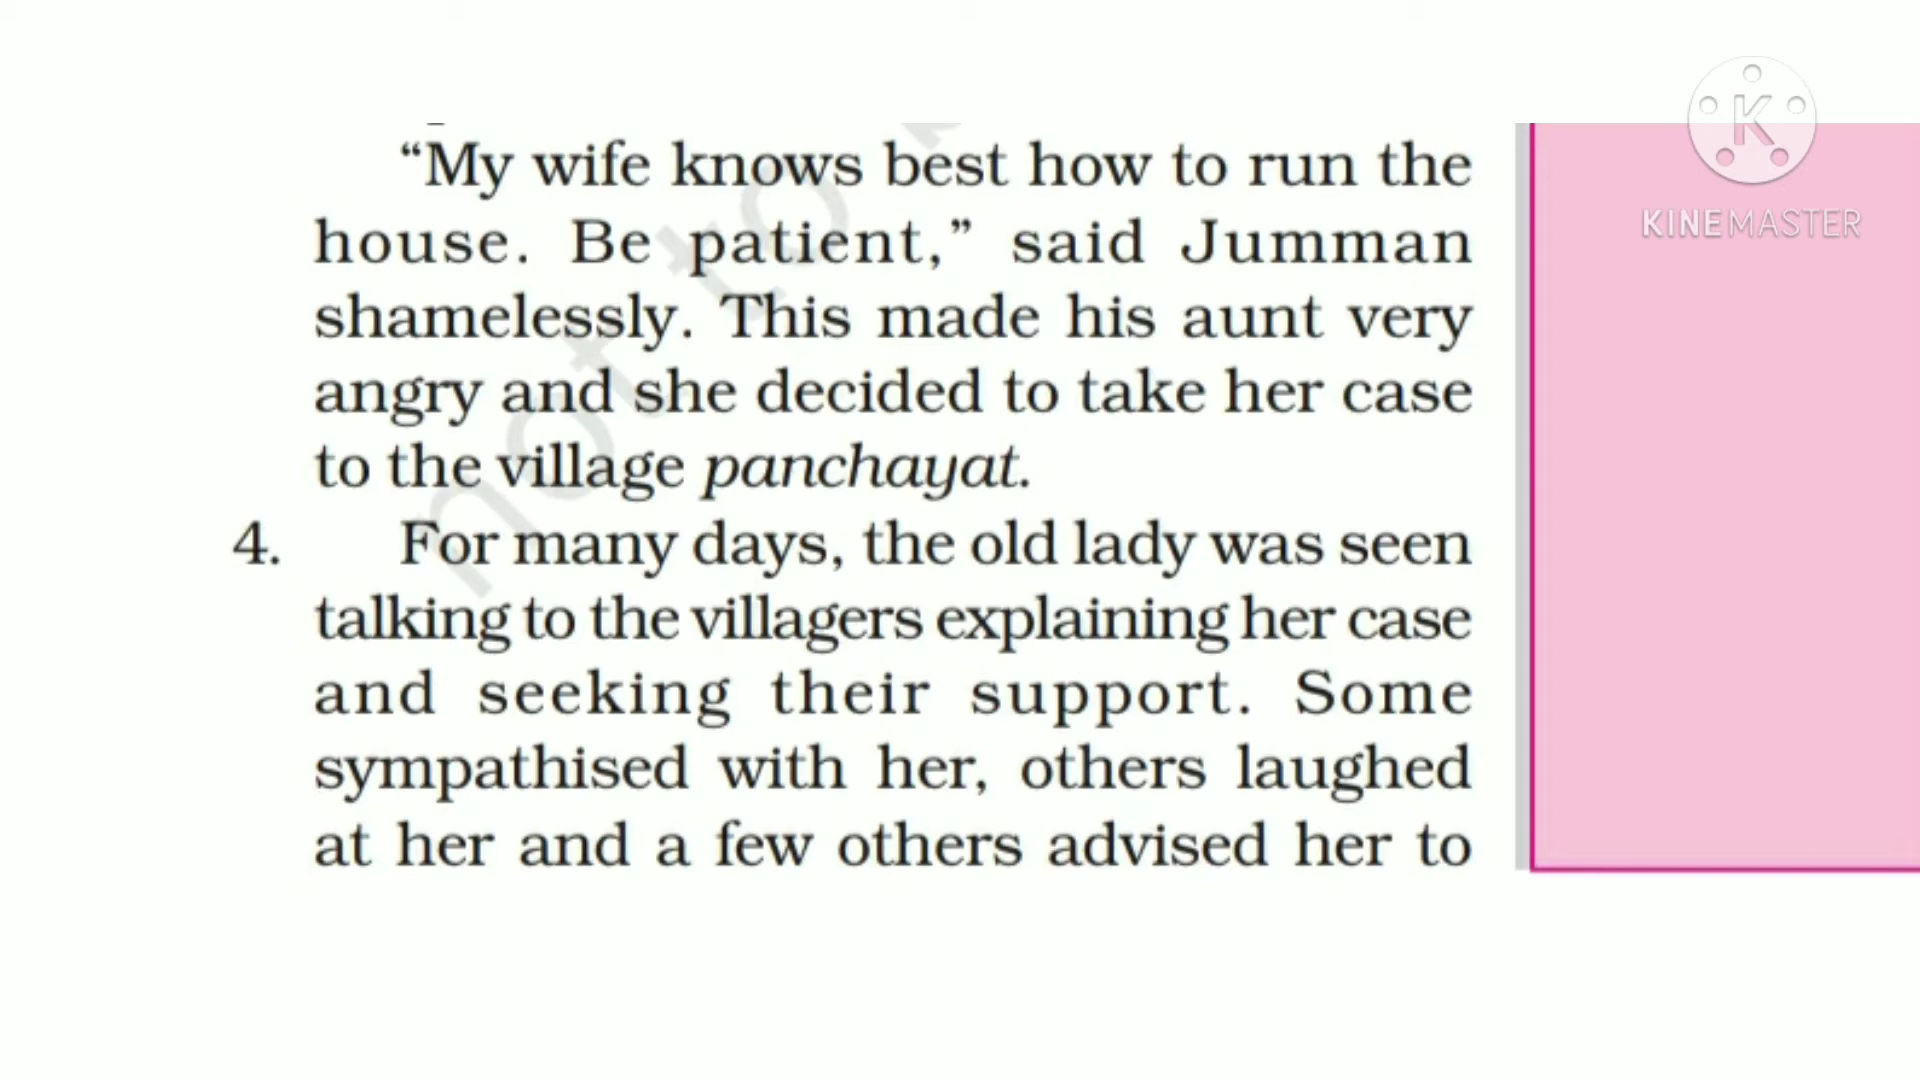 “My wife knows best how to run the
house. Be patient,” said Jumman
shamelessly. This made his aunt very
angry and she decided to take her case
to the village panchayat.
4. For many days, the old lady was seen
talking to the villagers explaining her case
and seeking their support. Some
sympathised with her, others laughed
at her and a few others advised her to
not to
K
KINEMASTER